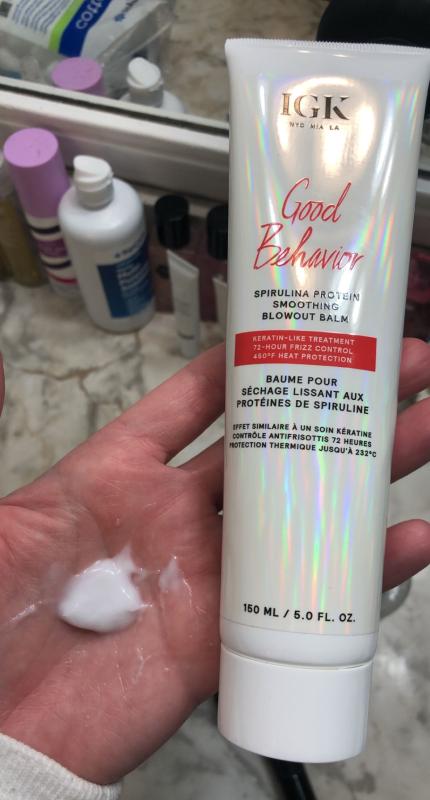 IGK
NYC MIA LA
Good
Behavior
SPIRULINA PROTEIN
SMOOTHING
BLOWOUT BALM
KERATIN-LIKE TREATMENT
72-HOUR FRIZZ CONTROL
450°F HEAT PROTECTION
BAUME POUR
SÉCHAGE LISSANT AUX
PROTÉINES DE SPIRULINE
EFFET SIMILAIRE À UN SOIN KÉRATINE
CONTRÔLE ANTIFRISOTTIS 72 HEURES
PROTECTION THERMIQUE JUSQU'À 232°C
150 ML / 5.0 FL. OZ.